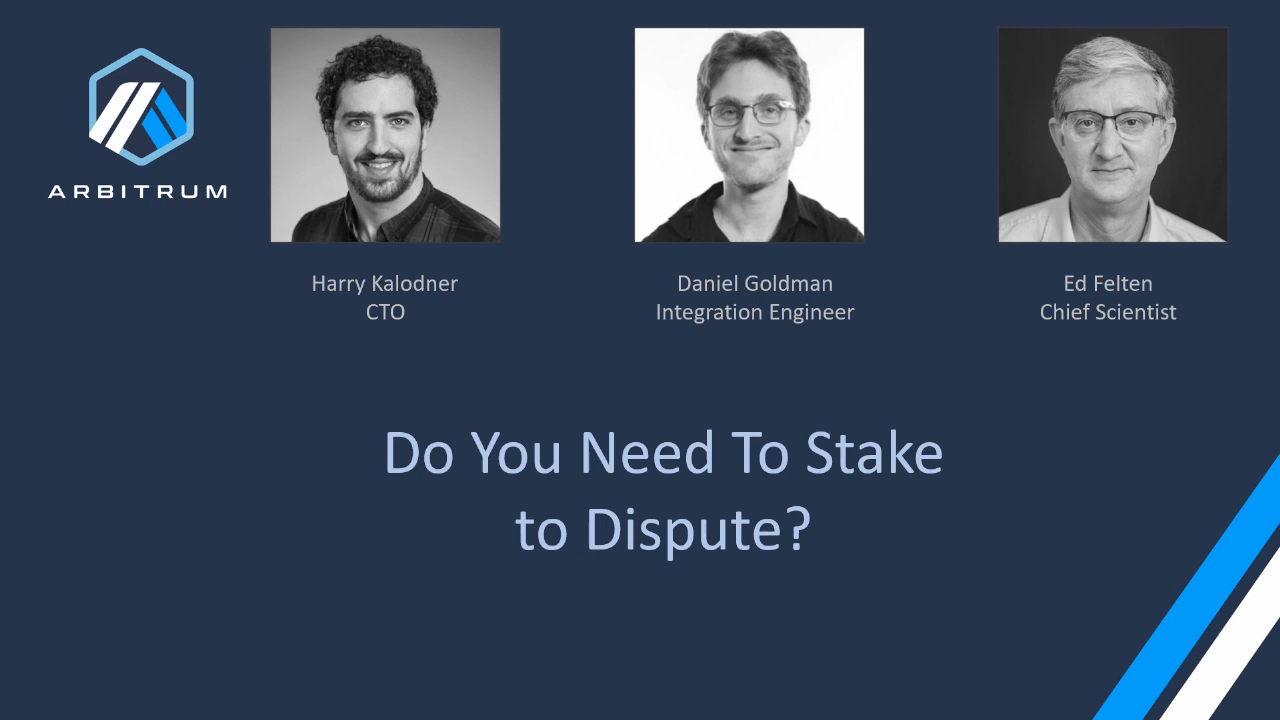 ARBITRUM
Harry Kalodner
CTO
Daniel Goldman
Integration Engineer
Ed Felten
Chief Scientist
Do You Need To Stake
to Dispute?